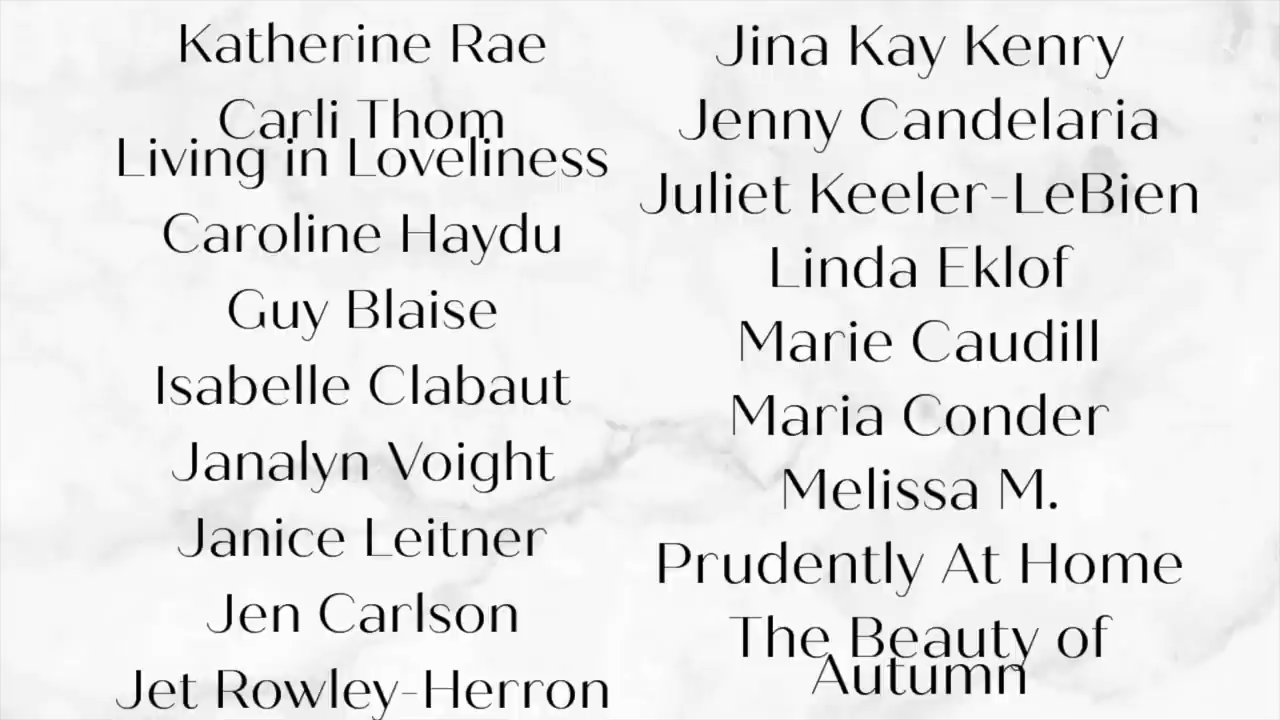 Katherine Rae
Carli Thom
Living in Loveliness
Caroline Haydu
Guy Blaise
Isabelle Clabaut
Janalyn Voight
Janice Leitner
Jen Carlson
Jet Rowley-Herron
Jina Kay Kenry
Jenny Candelaria
Juliet Keeler-LeBien
Linda Eklof
Marie Caudill
Maria Conder
Melissa M.
Prudently At Home
The Beauty of
Autumn